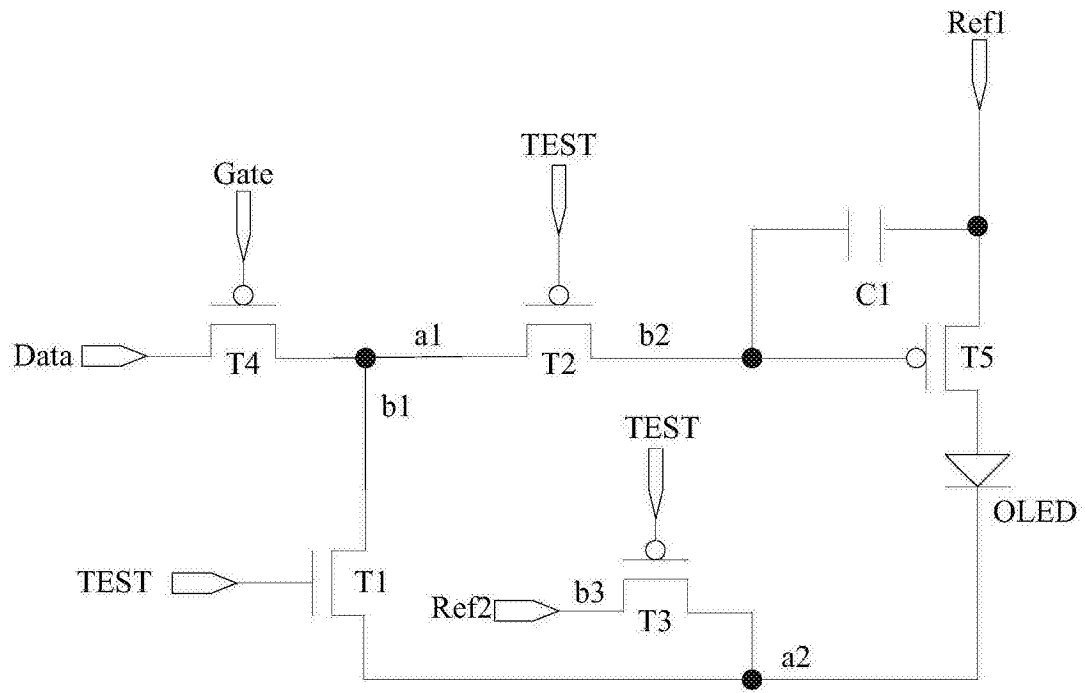 Ref1
TEST
Gate
C1
Data
T4
a1
T2
b2
T5
b1
TEST
OLED
TEST
T1
Ref2
b3
T3
a2